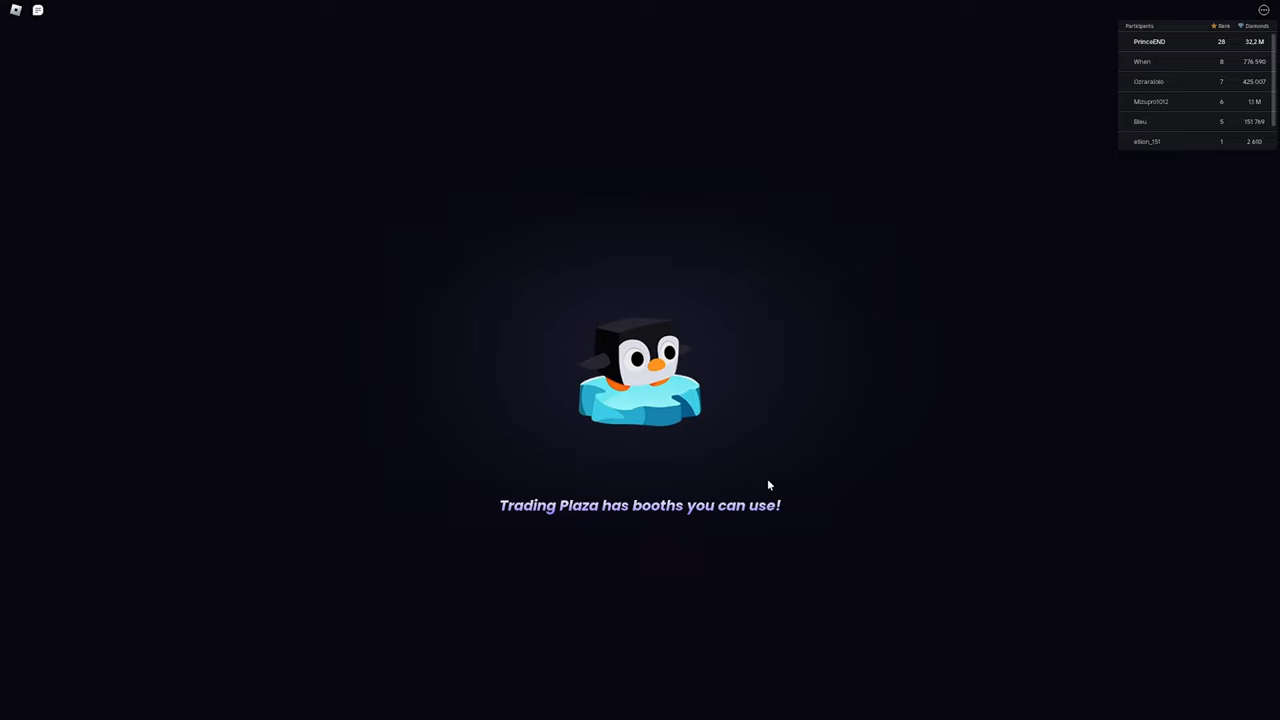 Participants Rank Diamonds
PrinceEND 28 32,2 M
When 8 776 590
Ozraralolo 7 425 007
Mizupro1012 6 1,1 M
Bleu 5 151 769
ellion_151 1 2 610
Trading Plaza has booths you can use!